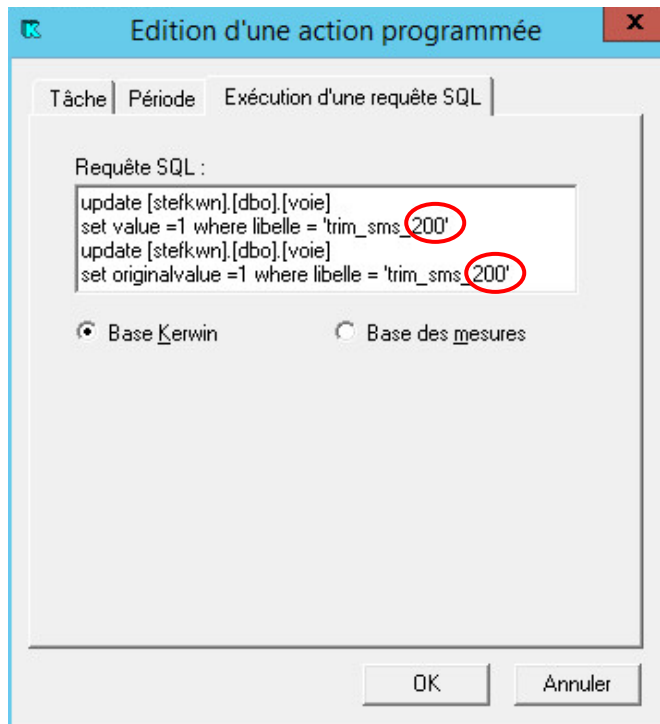 Edition d'une action programmée
x
Tâche
Période
Exécution d'une requête SQL
Requête SQL :
update [stefkwn].[dbo].[voie]
set value =1 where libelle = 'trim_sms_200'
update [stefkwn].[dbo].[voie]
set originalvalue =1 where libelle = 'trim_sms_200'
Base Kerwin
Base des mesures
OK
Annuler